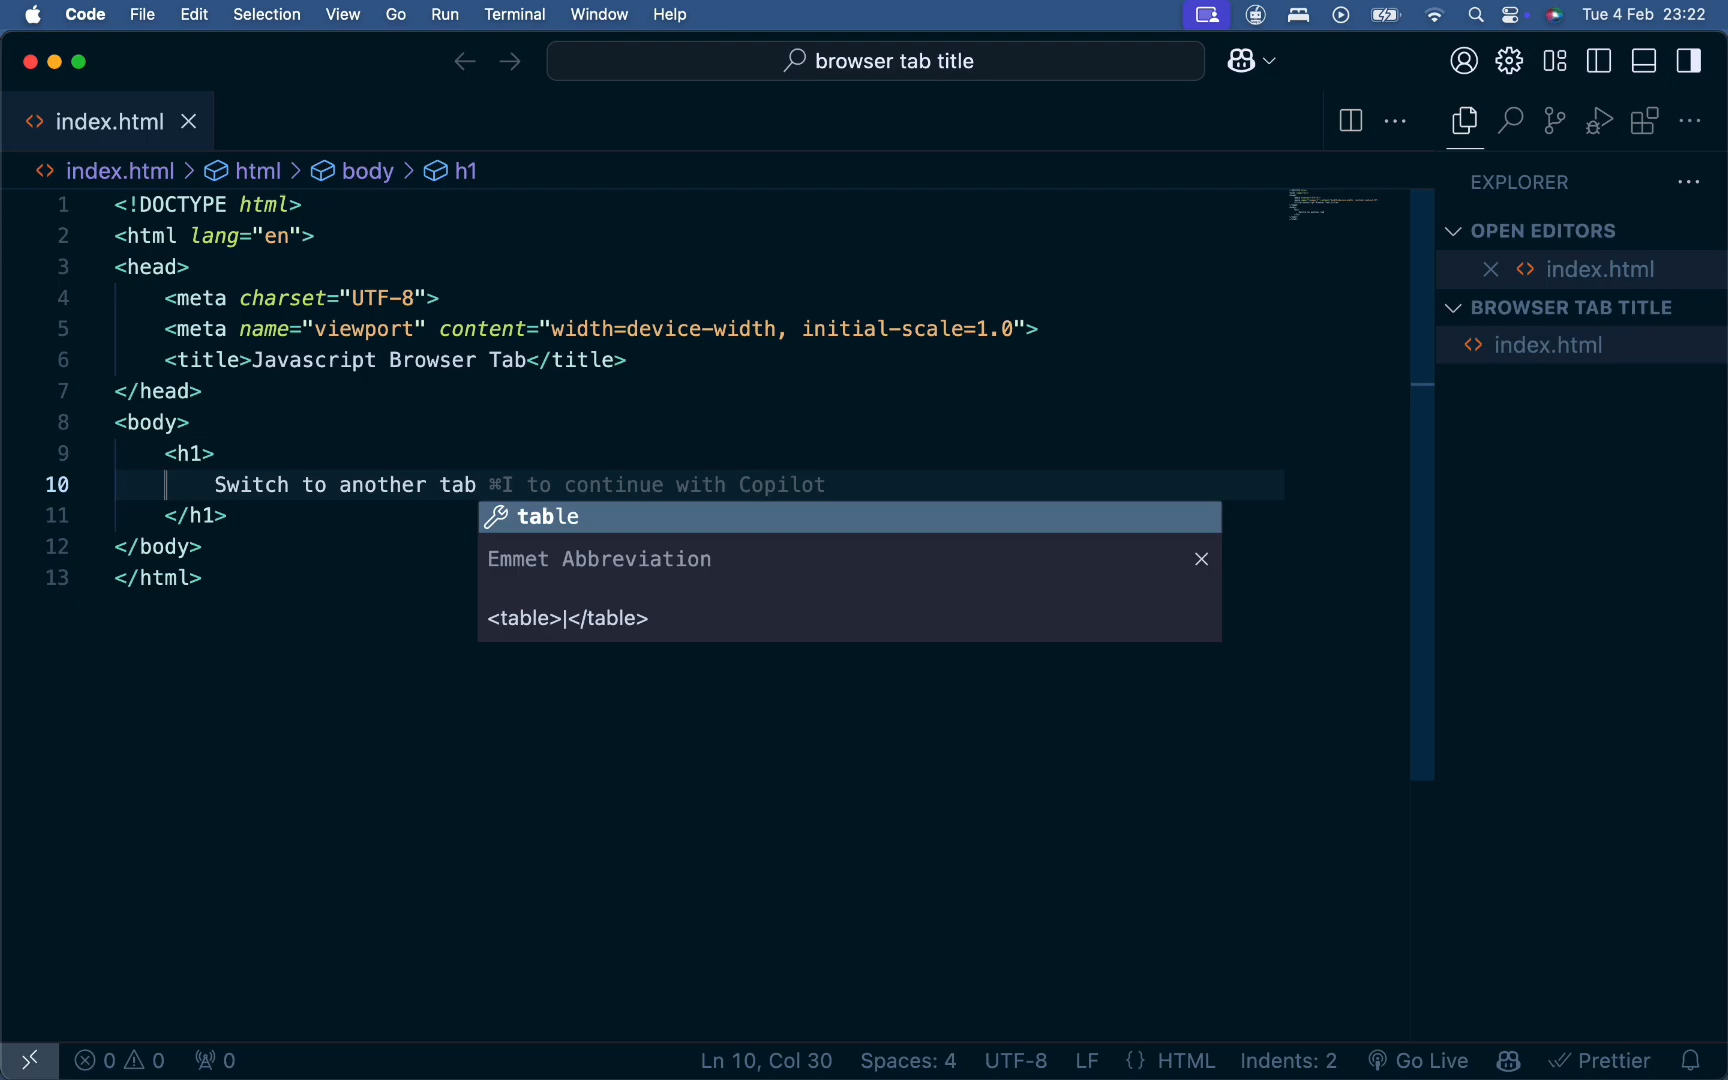 Code File Edit Selection View Go Run Terminal Window Help Tue 4 Feb 23:22
browser tab title
index.html
index.html > html > body > h1
1 <!DOCTYPE html>
2 <html lang="en">
3 <head>
4 <meta charset="UTF-8">
5 <meta name="viewport" content="width=device-width, initial-scale=1.0">
6 <title>Javascript Browser Tab</title>
7 </head>
8 <body>
9 <h1>
10 Switch to another tab ⌘I to continue with Copilot
11 </h1>
12 </body>
13 </html>
table
Emmet Abbreviation
<table>|</table>
EXPLORER
OPEN EDITORS
index.html
BROWSER TAB TITLE
index.html
0 0 0 Ln 10, Col 30 Spaces: 4 UTF-8 LF {} HTML Indents: 2 Go Live Prettier